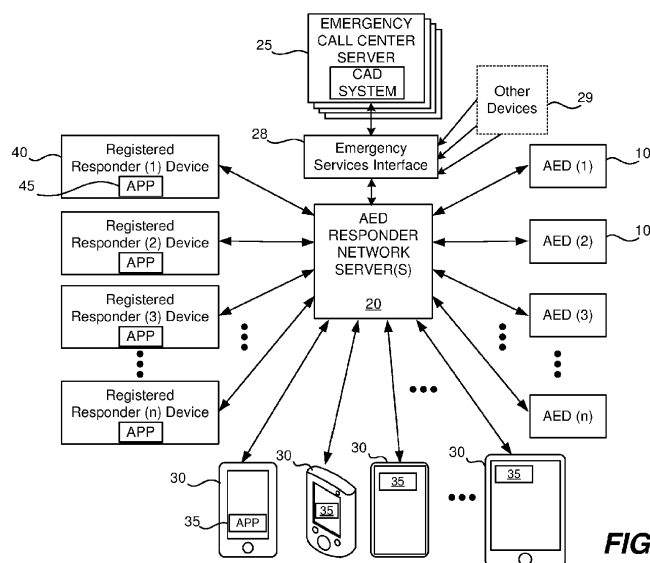 EMERGENCY
CALL CENTER
SERVER
CAD
SYSTEM
25
Other
Devices
29
28
Emergency
Services Interface
40
Registered
Responder (1) Device
45
APP
AED (1)
10
Registered
Responder (2) Device
APP
AED
RESPONDER
NETWORK
SERVER(S)
20
AED (2)
10
Registered
Responder (3) Device
APP
AED (3)
Registered
Responder (n) Device
APP
AED (n)
30
35
APP
30
35
30
35
30
35
FIG